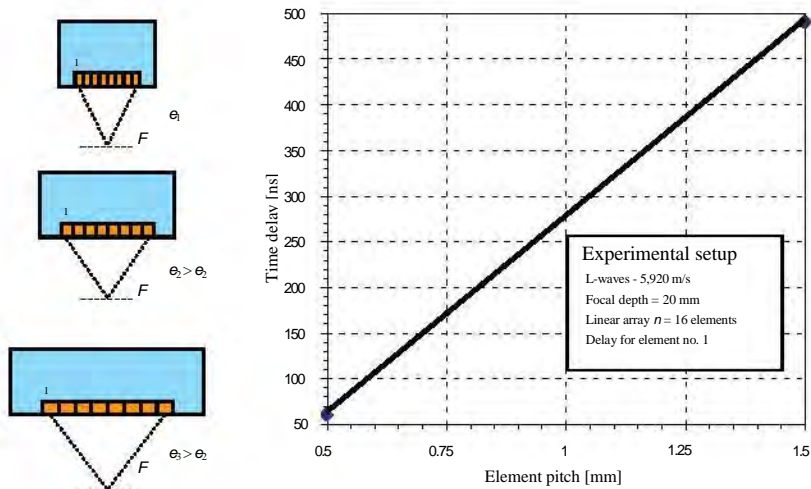 1
e1
F
1
e2 > e2
F
1
e3 > e2
F
Time delay [ns]
500
450
400
350
300
250
200
150
100
50
0.5
0.75
1
1.25
1.5
Element pitch [mm]
Experimental setup
L-waves - 5,920 m/s
Focal depth = 20 mm
Linear array n = 16 elements
Delay for element no. 1